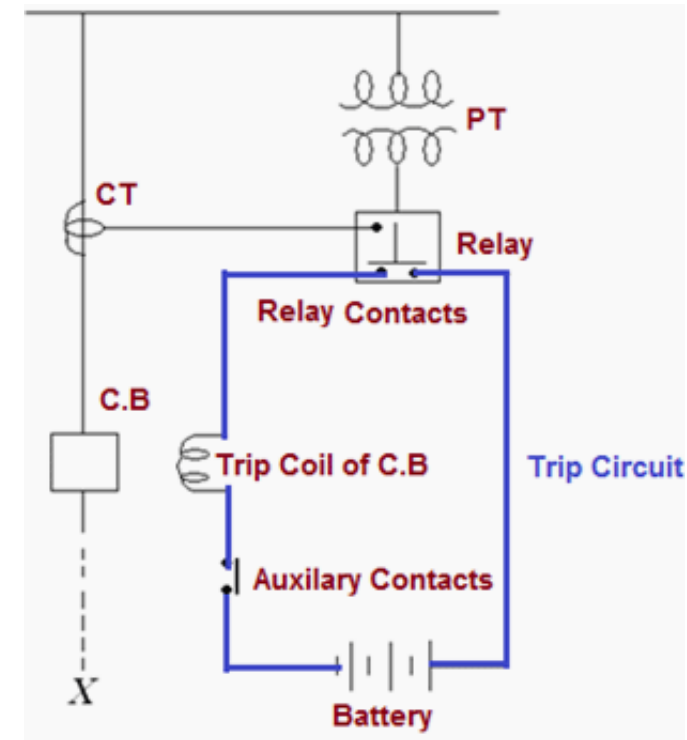 PT
CT
Relay
Relay Contacts
C.B
Trip Coil of C.B
Trip Circuit
Auxilary Contacts
X
Battery